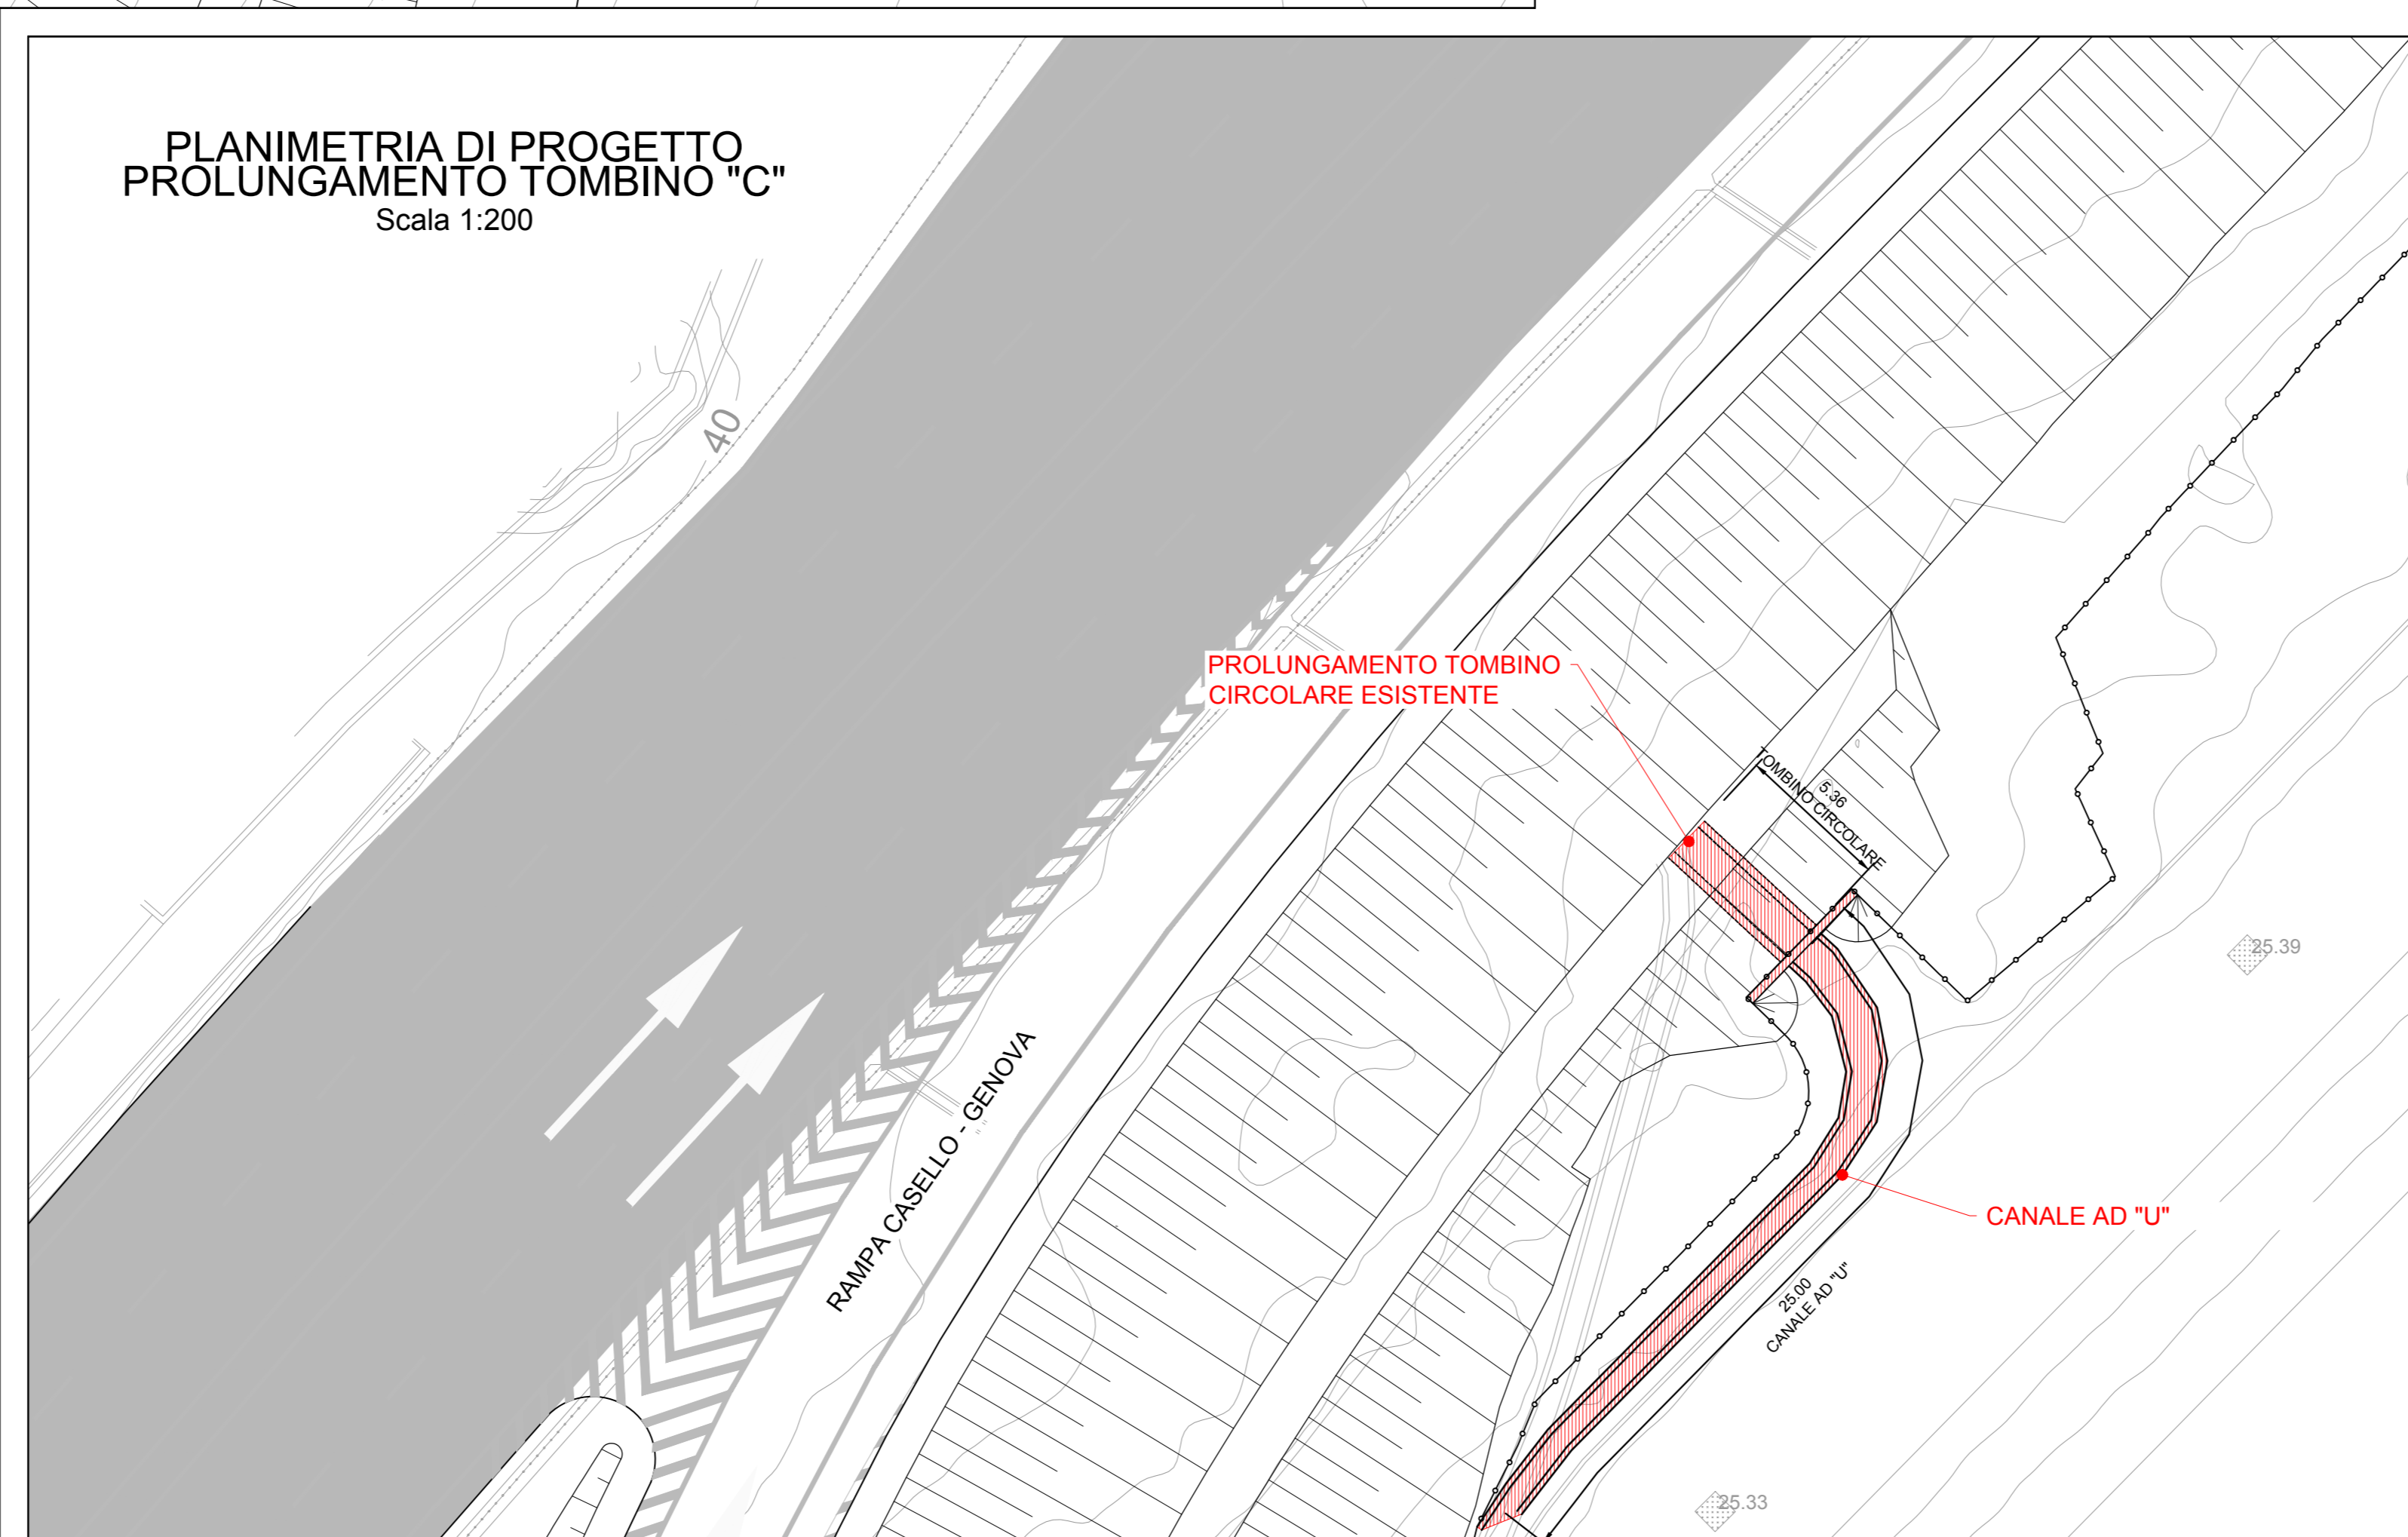 PLANIMETRIA DI PROGETTO
PROLUNGAMENTO TOMBINO "C"
Scala 1:200
40
PROLUNGAMENTO TOMBINO
CIRCOLARE ESISTENTE
5.36
TOMBINO CIRCOLARE
25.39
RAMPA CASELLO - GENOVA
CANALE AD "U"
25.00
CANALE AD "U"
25.33